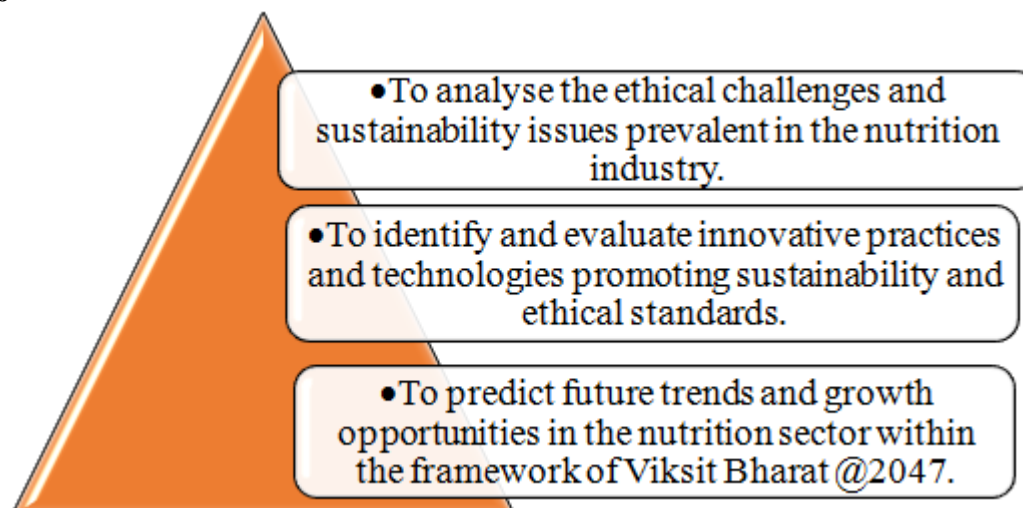 ●To analyse the ethical challenges and
sustainability issues prevalent in the nutrition
industry.
●To identify and evaluate innovative practices
and technologies promoting sustainability and
ethical standards.
●To predict future trends and growth
opportunities in the nutrition sector within
the framework of Viksit Bharat @2047.